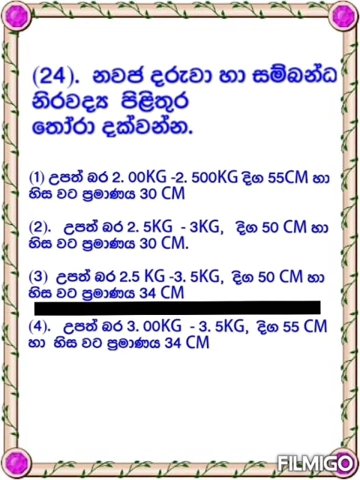 (24). නවජ දරුවා හා සම්බන්ධ
නිරවද්‍ය පිළිතුර
තෝරා දක්වන්න.
(1) උපත් බර 2. 00KG -2. 500KG දිග 55CM හා
හිස වට ප්‍රමාණය 30 CM
(2). උපත් බර 2. 5KG - 3KG, දිග 50 CM හා
හිස වට ප්‍රමාණය 30 CM.
(3) උපත් බර 2.5 KG -3. 5KG, දිග 50 CM හා
හිස වට ප්‍රමාණය 34 CM
(4). උපත් බර 3. 00KG - 3. 5KG, දිග 55 CM
හා හිස වට ප්‍රමාණය 34 CM
FILMIGO